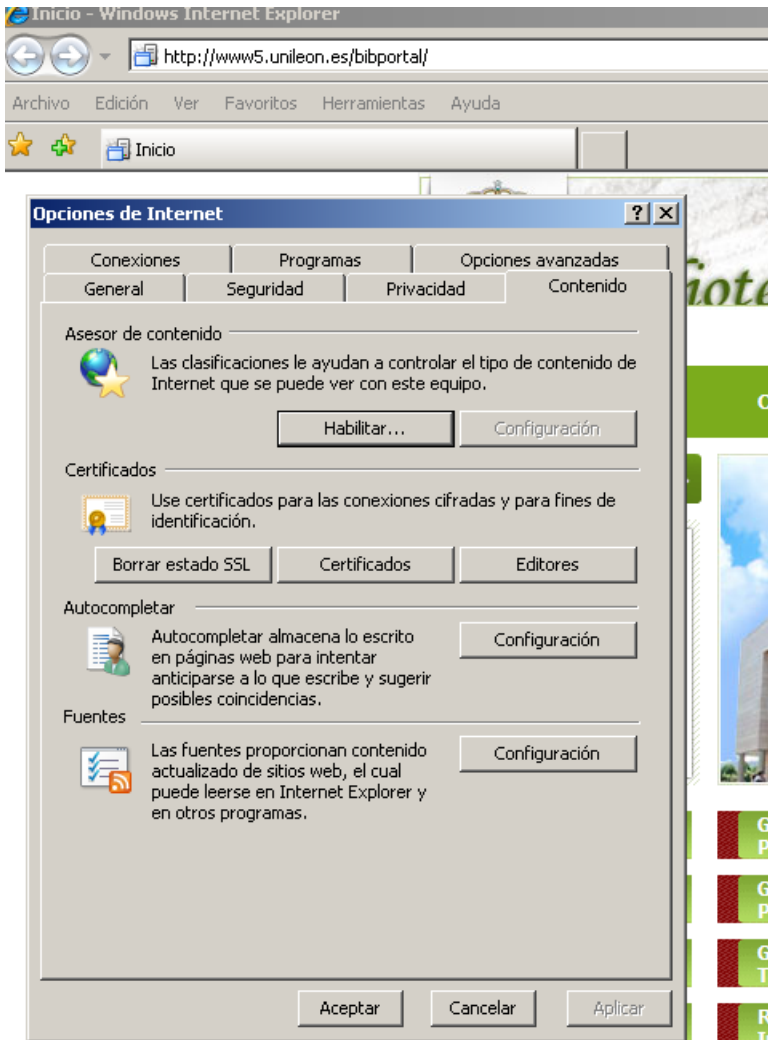 Inicio - Windows Internet Explorer
http://www5.unileon.es/bibportal/
Archivo Edición Ver Favoritos Herramientas Ayuda
Inicio
Opciones de Internet
Conexiones Programas Opciones avanzadas
General Seguridad Privacidad Contenido
Asesor de contenido
Las clasificaciones le ayudan a controlar el tipo de contenido de
Internet que se puede ver con este equipo.
Habilitar... Configuración
Certificados
Use certificados para las conexiones cifradas y para fines de
identificación.
Borrar estado SSL Certificados Editores
Autocompletar
Autocompletar almacena lo escrito
en páginas web para intentar
anticiparse a lo que escribe y sugerir
posibles coincidencias.
Configuración
Fuentes
Las fuentes proporcionan contenido
actualizado de sitios web, el cual
puede leerse en Internet Explorer y
en otros programas.
Configuración
Aceptar Cancelar Aplicar